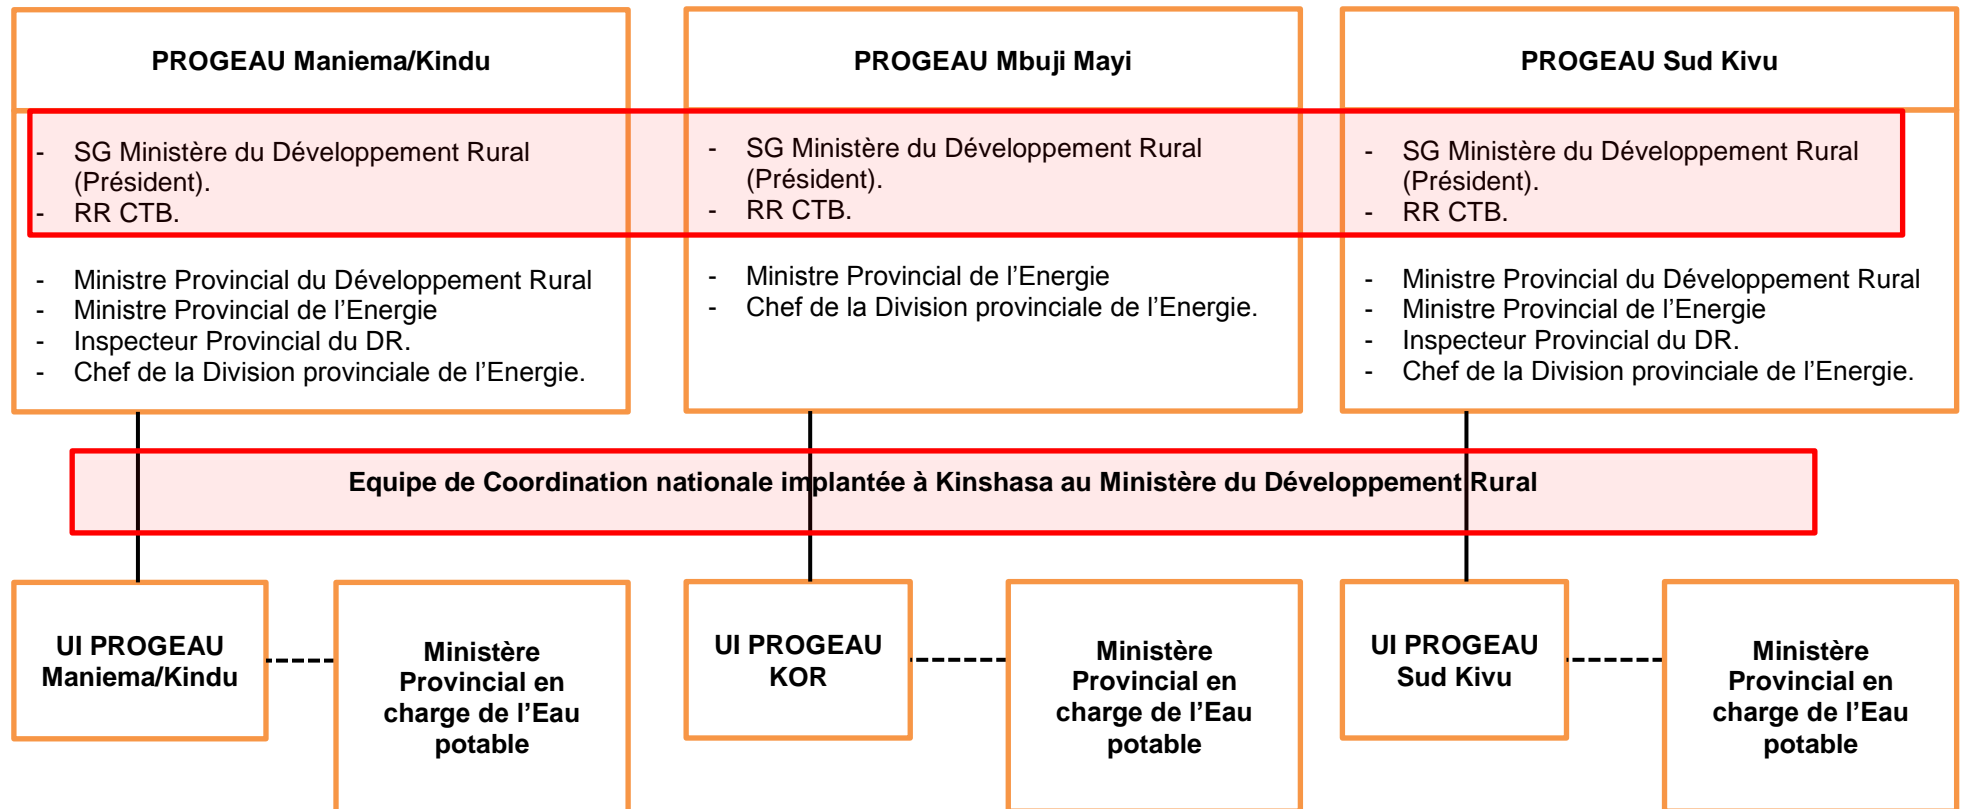 PROGEAU Maniema/Kindu
- SG Ministère du Développement Rural
(Président).
- RR CTB.
- Ministre Provincial du Développement Rural
- Ministre Provincial de l’Energie
- Inspecteur Provincial du DR.
- Chef de la Division provinciale de l’Energie.
PROGEAU Mbuji Mayi
- SG Ministère du Développement Rural
(Président).
- RR CTB.
- Ministre Provincial de l’Energie
- Chef de la Division provinciale de l’Energie.
PROGEAU Sud Kivu
- SG Ministère du Développement Rural
(Président).
- RR CTB.
- Ministre Provincial du Développement Rural
- Ministre Provincial de l’Energie
- Inspecteur Provincial du DR.
- Chef de la Division provinciale de l’Energie.
Equipe de Coordination nationale implantée à Kinshasa au Ministère du Développement Rural
UI PROGEAU
Maniema/Kindu
Ministère
Provincial en
charge de l’Eau
potable
UI PROGEAU
KOR
Ministère
Provincial en
charge de l’Eau
potable
UI PROGEAU
Sud Kivu
Ministère
Provincial en
charge de l’Eau
potable